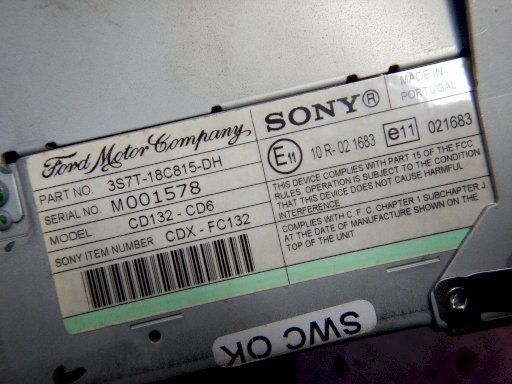 Ford Motor Company
PART NO. 3S7T-18C815-DH
SERIAL NO. M001578
MODEL CD132 - CD6
SONY ITEM NUMBER CDX - FC132
SONY®
MADE IN
PORTUGAL
E11 10 R- 02 1683 e11 021683
THIS DEVICE COMPLIES WITH PART 15 OF THE FCC
RULES OPERATION IS SUBJECT TO THE CONDITION
THAT THIS DEVICE DOES NOT CAUSE HARMFUL
INTERFERENCE
COMPLIES WITH C. F. C. CHAPTER 1 SUBCHAPTER J.
AT THE DATE OF MANUFACTURE SHOWN ON THE
TOP OF THE UNIT
SWC OK